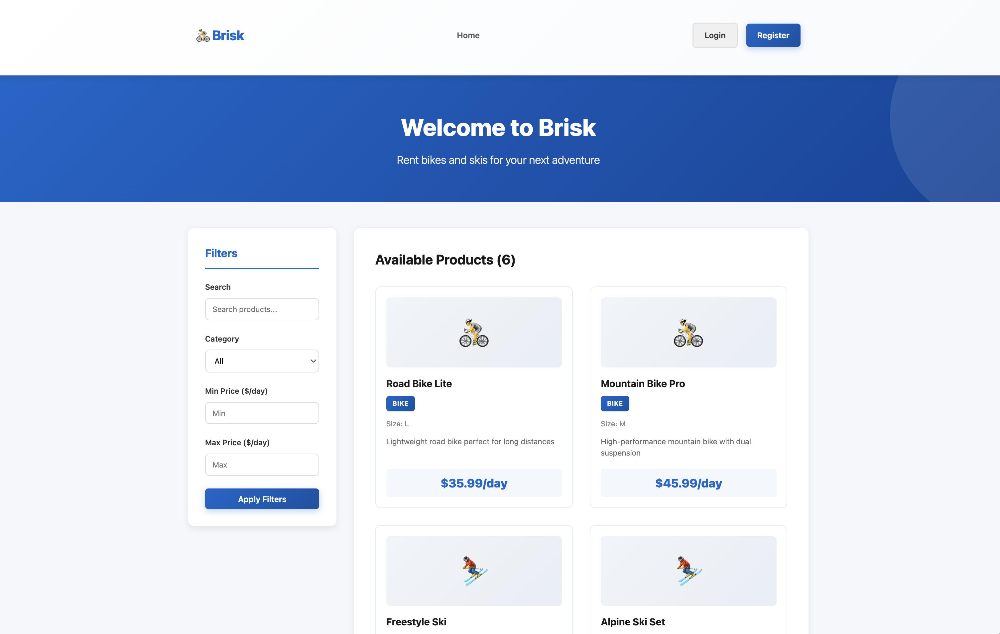 Brisk
Home
Login
Register
Welcome to Brisk
Rent bikes and skis for your next adventure
Filters
Search
Search products...
Category
All
Min Price ($/day)
Min
Max Price ($/day)
Max
Apply Filters
Available Products (6)
Road Bike Lite
BIKE
Size: L
Lightweight road bike perfect for long distances
$35.99/day
Mountain Bike Pro
BIKE
Size: M
High-performance mountain bike with dual
suspension
$45.99/day
Freestyle Ski
Alpine Ski Set